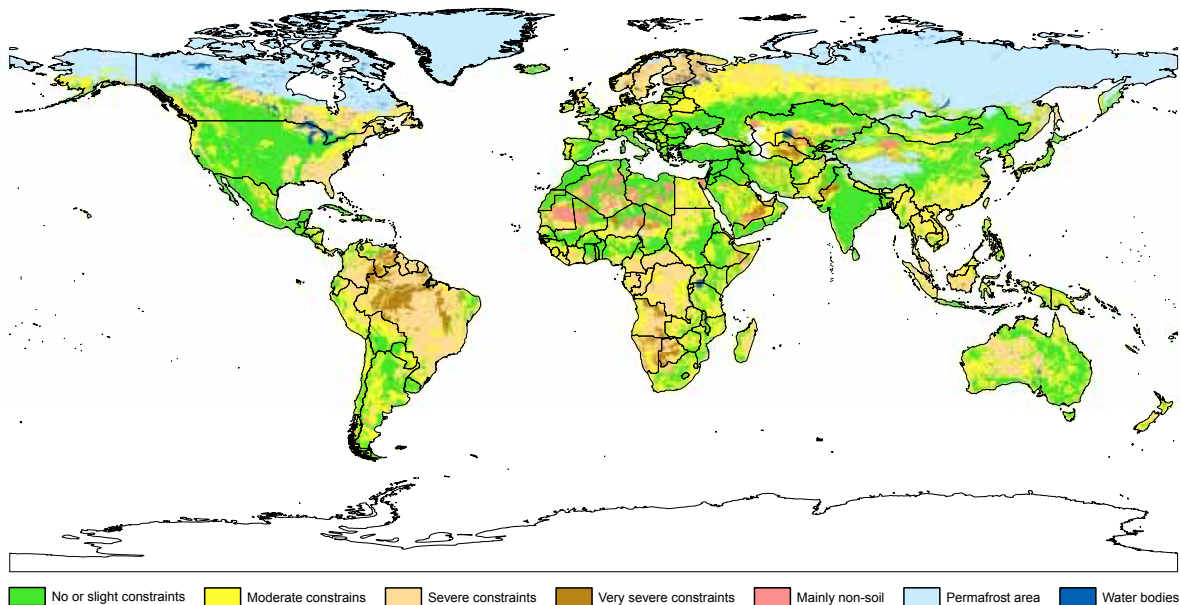 No or slight constraints Moderate constrains Severe constraints Very severe constraints Mainly non-soil Permafrost area Water bodies